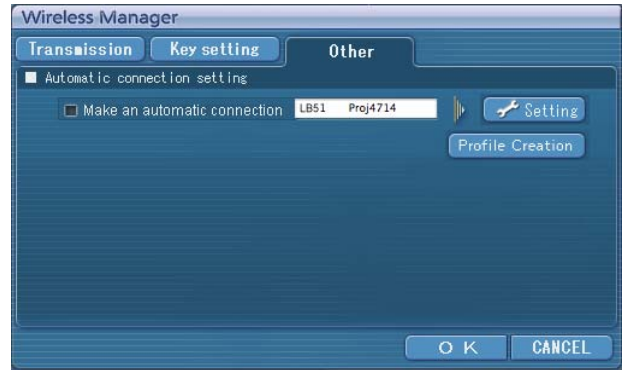 Wireless Manager
Transmission Key setting Other
Automatic connection setting
Make an automatic connection LB51 Proj4714 Setting
Profile Creation
O K CANCEL